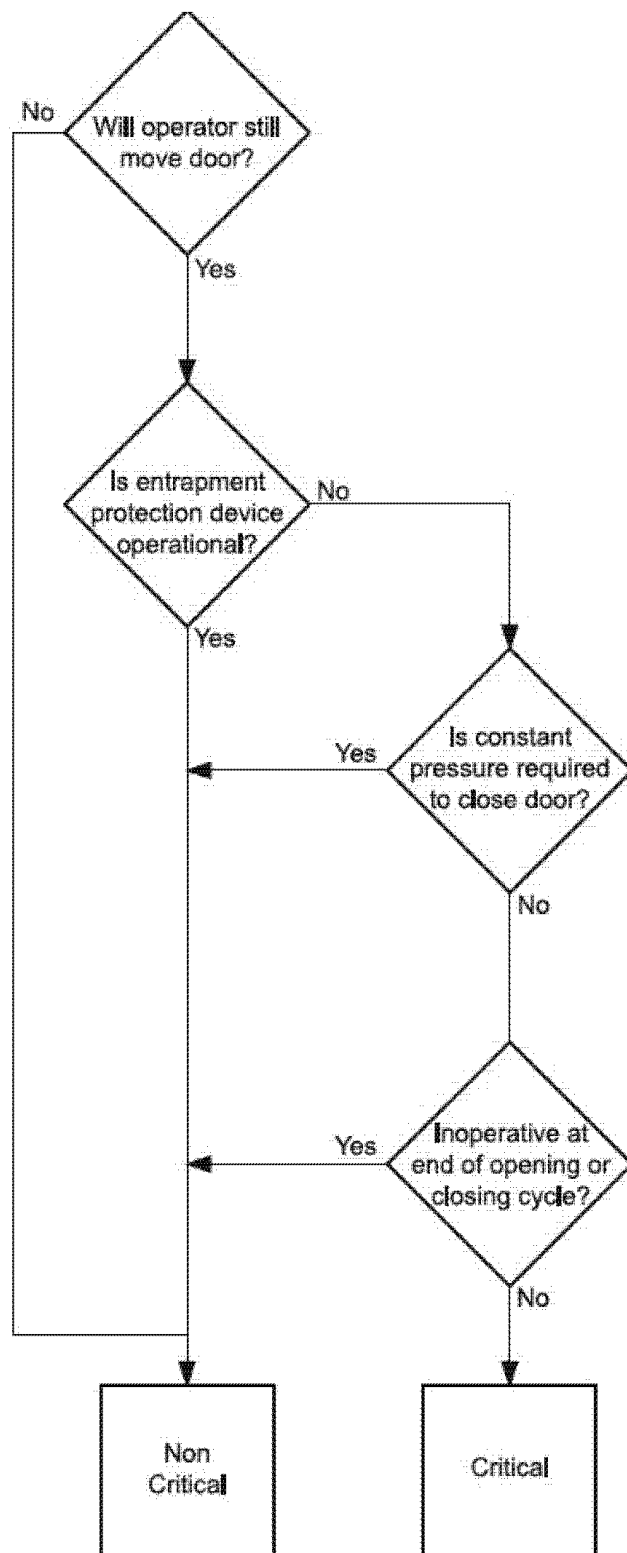 No
Will operator still
move door?
Yes
Is entrapment
protection device
operational?
No
Yes
Is constant
pressure required
to close door?
Yes
No
Inoperative at
end of opening or
closing cycle?
Yes
No
Non
Critical
Critical